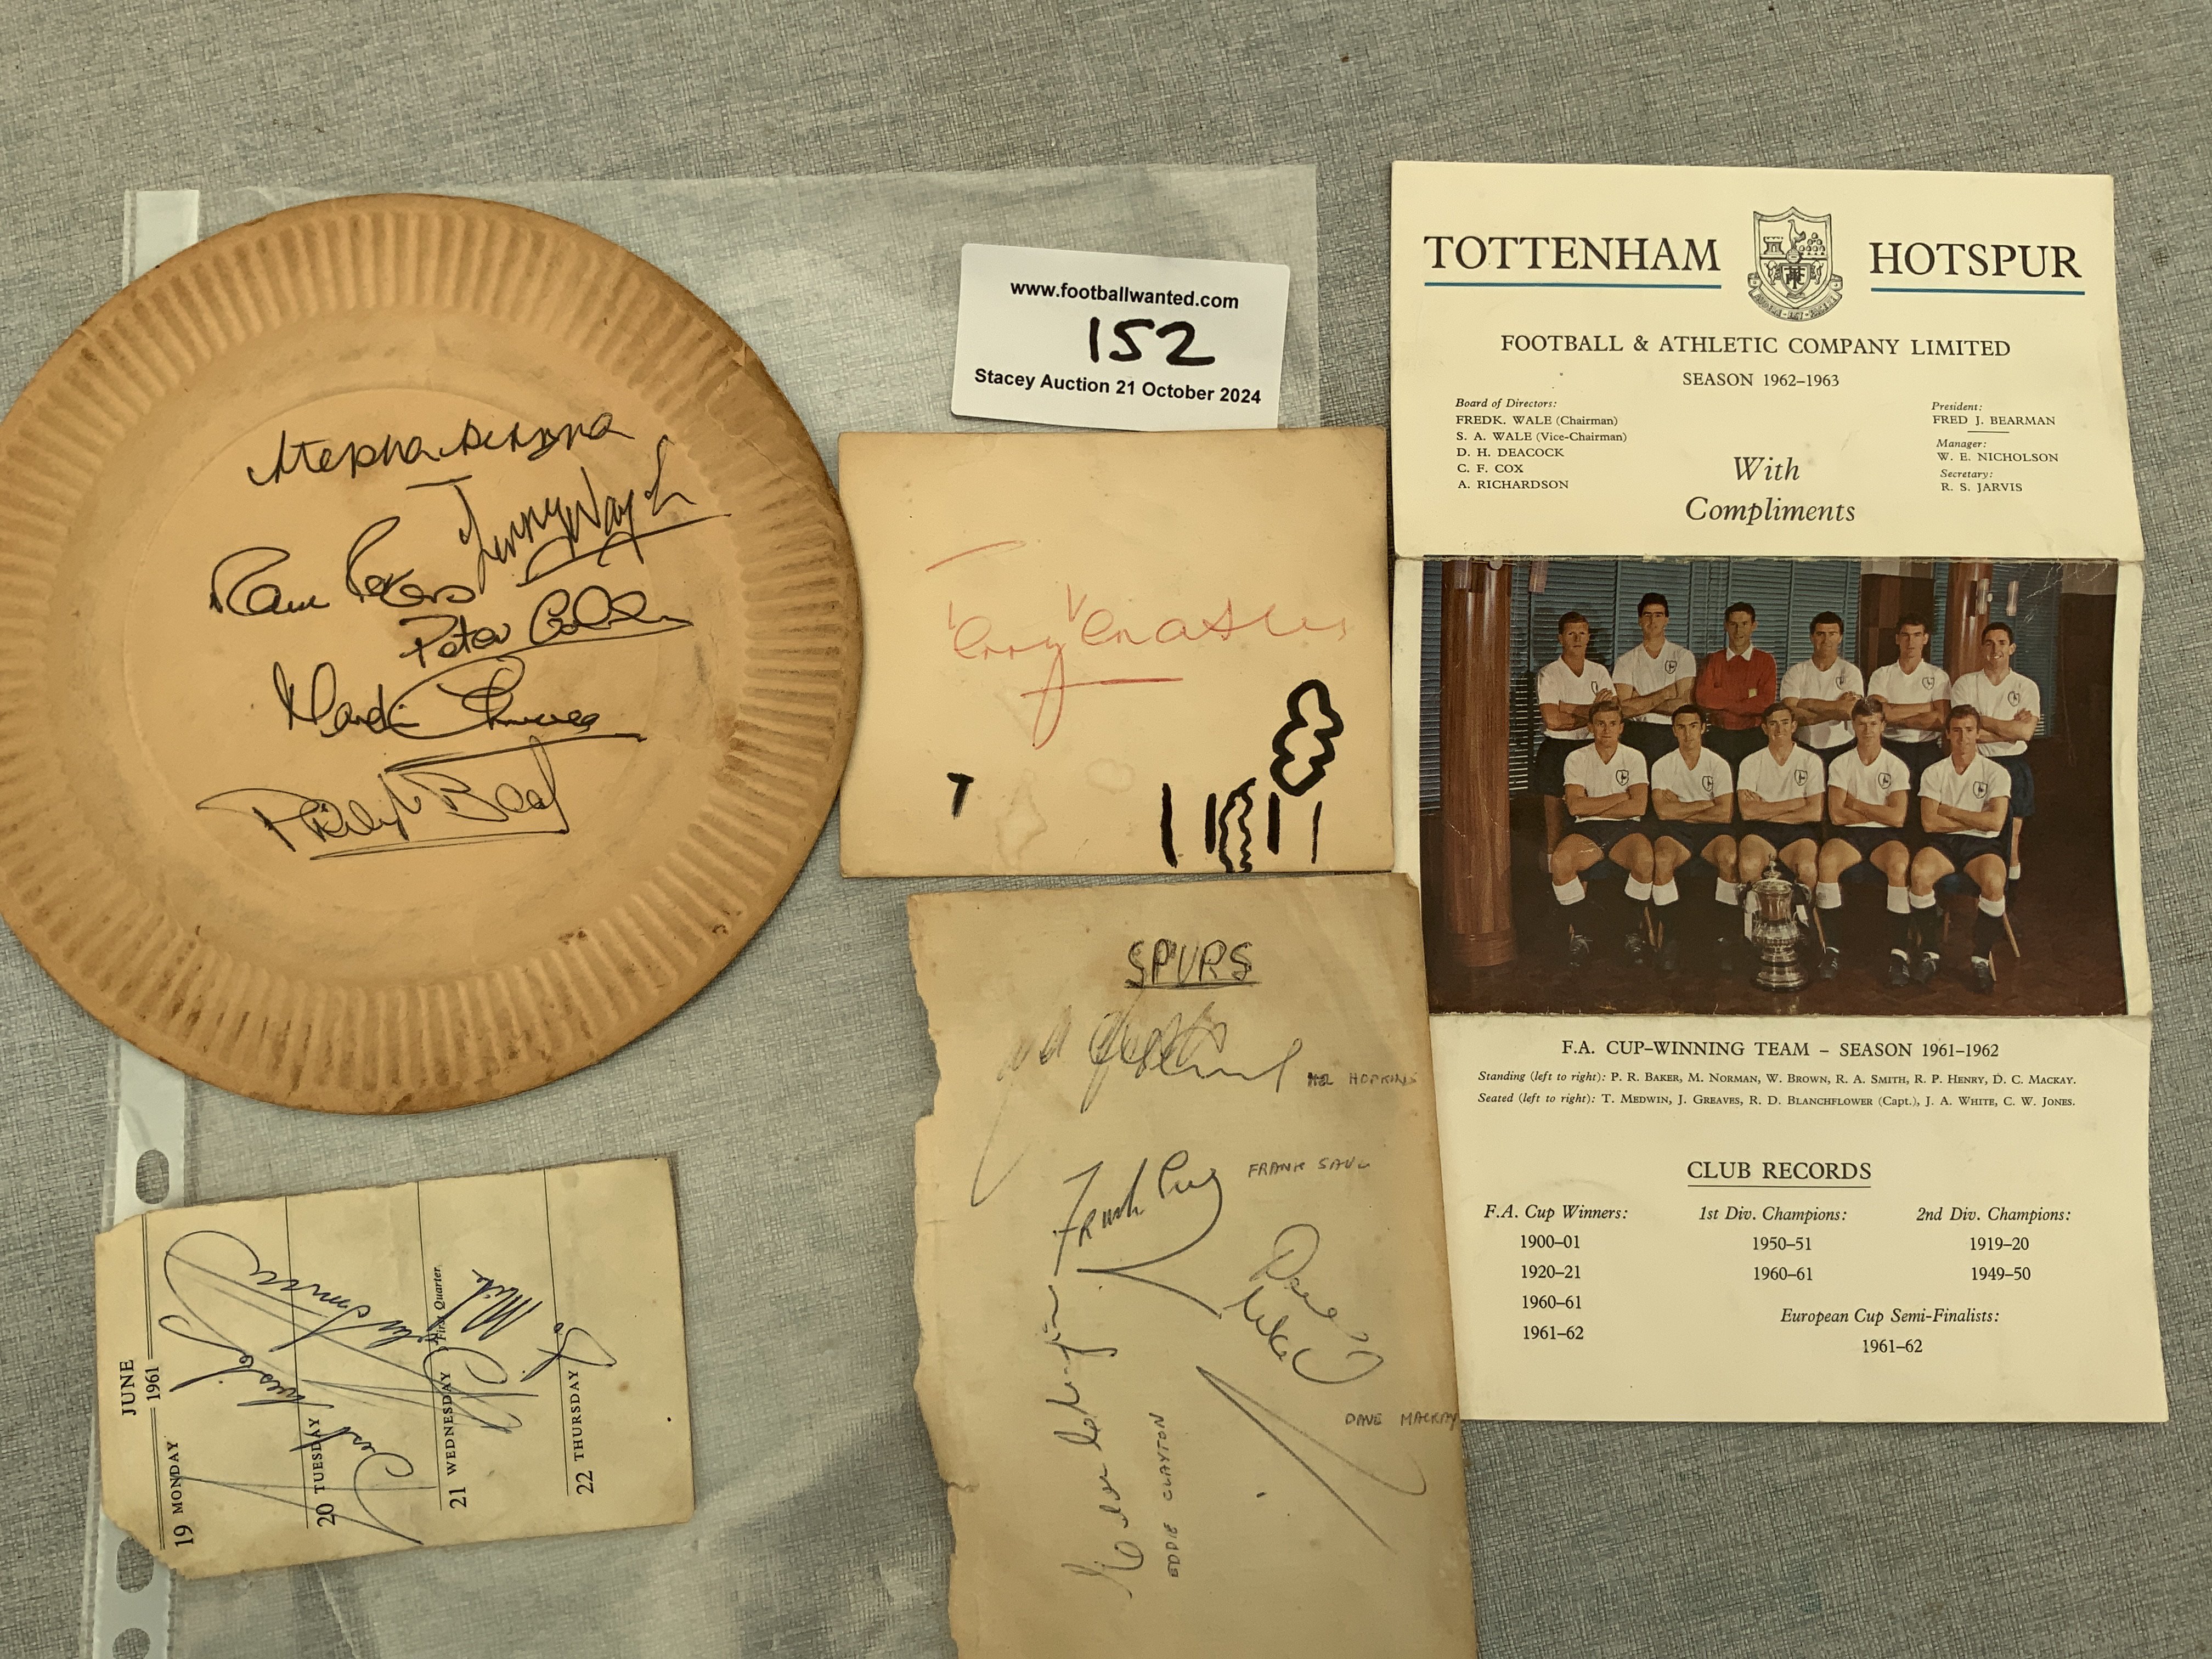 www.footballwanted.com
152
Stacey Auction 21 October 2024
TOTTENHAM HOTSPUR
FOOTBALL & ATHLETIC COMPANY LIMITED
SEASON 1962–1963
Board of Directors:
FREDK. WALE (Chairman)
S. A. WALE (Vice-Chairman)
D. H. DEACOCK
C. F. COX
A. RICHARDSON
With
Compliments
President:
FRED J. BEARMAN
Manager:
W. E. NICHOLSON
Secretary:
R. S. JARVIS
F.A. CUP-WINNING TEAM – SEASON 1961–1962
Standing (left to right): P. R. BAKER, M. NORMAN, W. BROWN, R. A. SMITH, R. P. HENRY, D. C. MACKAY.
Seated (left to right): T. MEDWIN, J. GREAVES, R. D. BLANCHFLOWER (Capt.), J. A. WHITE, C. W. JONES.
CLUB RECORDS
F.A. Cup Winners:
1900–01
1920–21
1960–61
1961–62
1st Div. Champions:
1950–51
1960–61
2nd Div. Champions:
1919–20
1949–50
European Cup Semi-Finalists:
1961–62
Martin
Peter
Terry Venables
T
SPURS
MEL HOPKINS
FRANK SAUL
Frank
Dave
DAVE MACKAY
EDDIE CLAYTON
JUNE
1961
19 MONDAY
20 TUESDAY
21 WEDNESDAY
First Quarter
22 THURSDAY